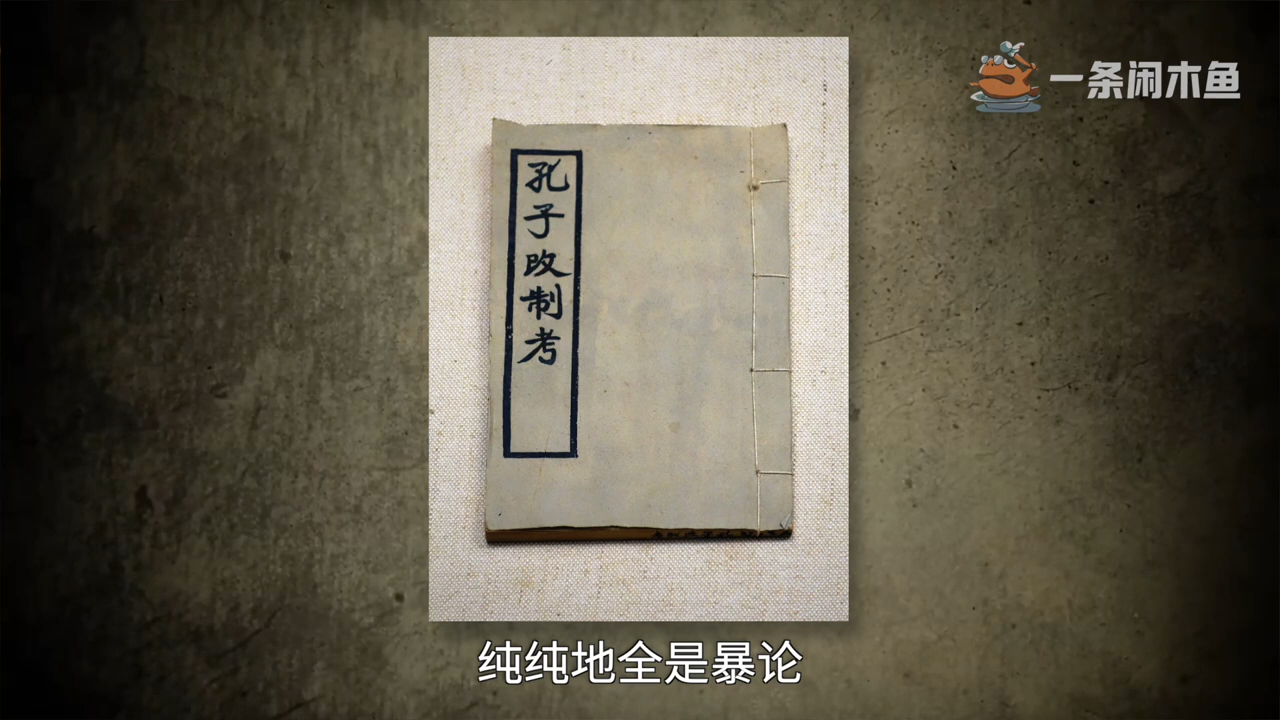 一条闲木鱼
孔子改制考
纯纯地全是暴论